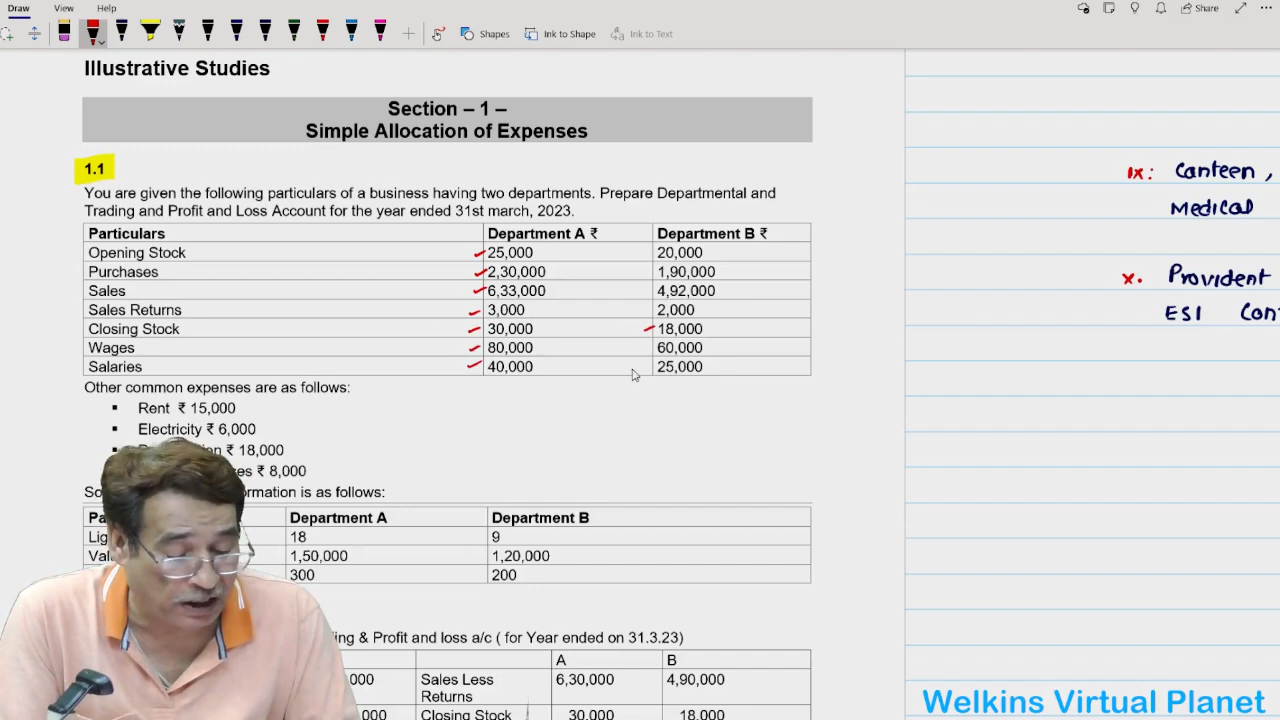 Draw View Help
Shapes Ink to Shape Ink to Text Share
Illustrative Studies
Section – 1 –
Simple Allocation of Expenses
1.1
You are given the following particulars of a business having two departments. Prepare Departmental and
Trading and Profit and Loss Account for the year ended 31st march, 2023.
Particulars Department A ₹ Department B ₹
Opening Stock 25,000 20,000
Purchases 2,30,000 1,90,000
Sales 6,33,000 4,92,000
Sales Returns 3,000 2,000
Closing Stock 30,000 18,000
Wages 80,000 60,000
Salaries 40,000 25,000
Other common expenses are as follows:
▪ Rent ₹ 15,000
▪ Electricity ₹ 6,000
▪ ₹ 18,000
₹ 8,000
as follows:
Department A Department B
18 9
1,50,000 1,20,000
300 200
& Profit and loss a/c ( for Year ended on 31.3.23)
A B
Sales Less 6,30,000 4,90,000
Returns
Closing Stock 30,000 18,000
ix: Canteen,
Medical
x. Provident
ESI
Welkins Virtual Planet